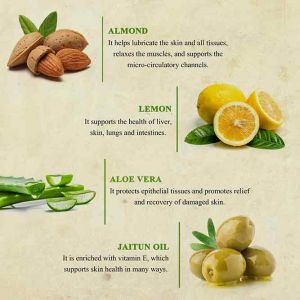 ALMOND
It helps lubricate the skin and all tissues,
relaxes the muscles, and supports the
micro-circulatory channels.
LEMON
It supports the health of liver,
skin, lungs and intestines.
ALOE VERA
It protects epithelial tissues and promotes relief
and recovery of damaged skin.
JAITUN OIL
It is enriched with vitamin E, which
supports skin health in many ways.